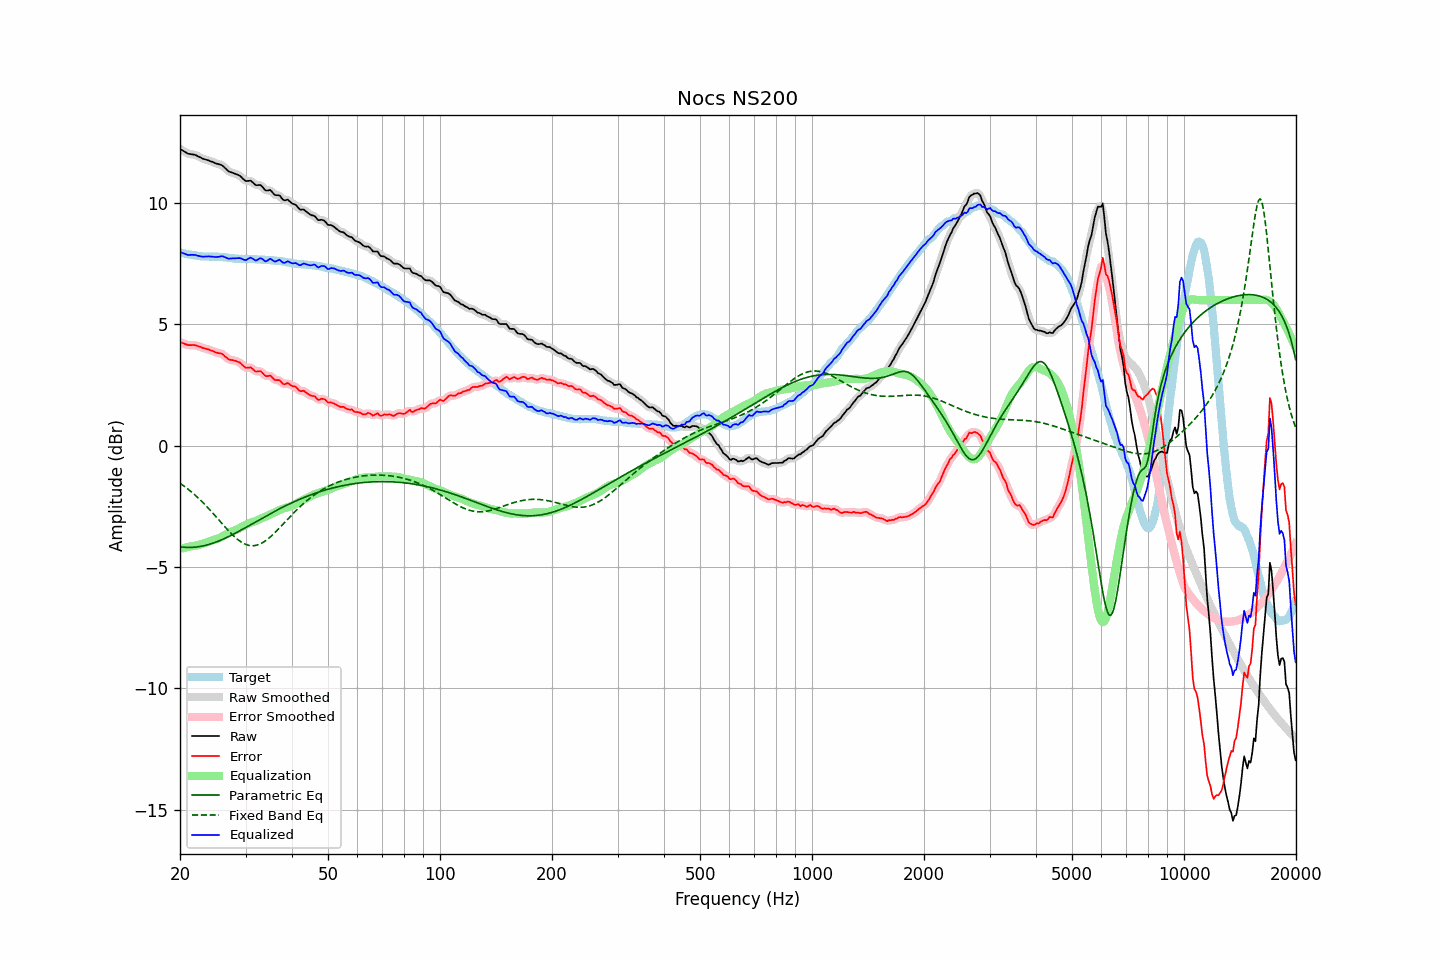 Nocs NS200
Amplitude (dBr)
10
5
0
−5
−10
−15
Target
Raw Smoothed
Error Smoothed
Raw
Error
Equalization
Parametric Eq
Fixed Band Eq
Equalized
20 50 100 200 500 1000 2000 5000 10000 20000
Frequency (Hz)